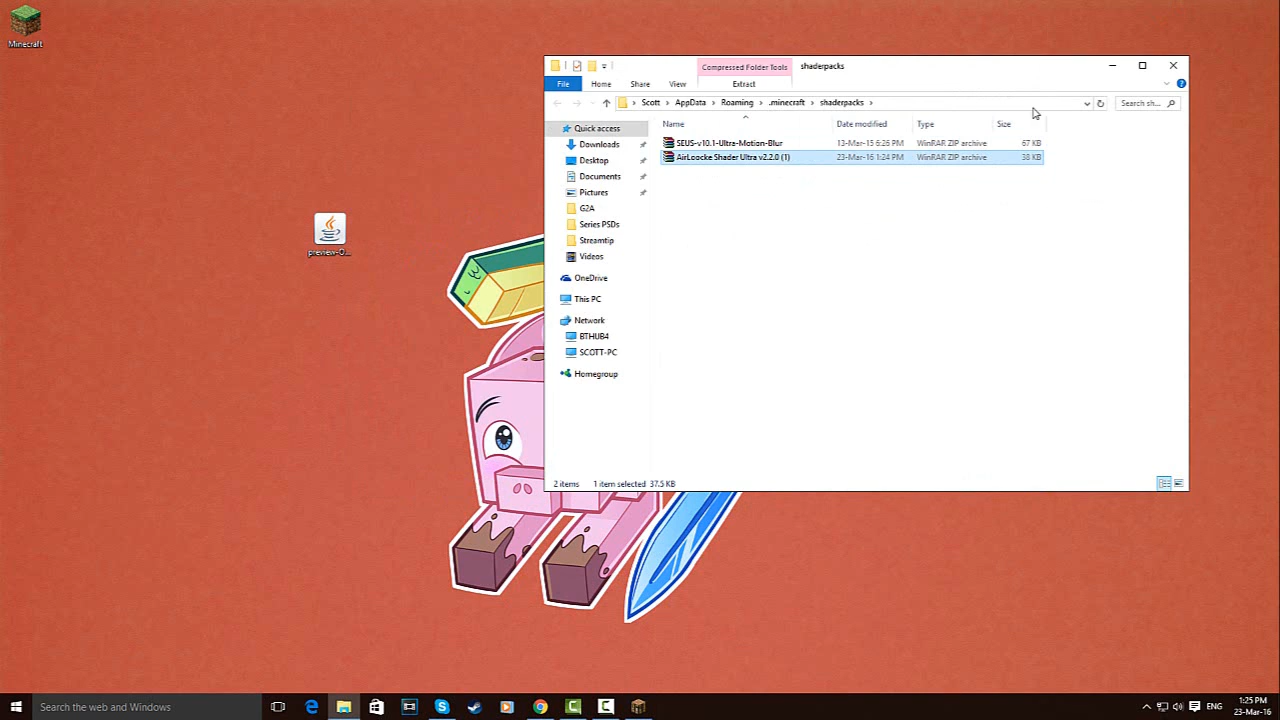 Minecraft
preview-O...
Compressed Folder Tools
shaderpacks
File
Home
Share
View
Extract
Scott
AppData
Roaming
.minecraft
shaderpacks
Search sh...
Name
Date modified
Type
Size
Quick access
Downloads
Desktop
Documents
Pictures
G2A
Series PSDs
Streamtip
Videos
OneDrive
This PC
Network
BTHUB4
SCOTT-PC
Homegroup
SEUS-v10.1-Ultra-Motion-Blur 13-Mar-15 6:26 PM WinRAR ZIP archive 67 KB
AirLoocke Shader Ultra v2.2.0 (1) 23-Mar-16 1:24 PM WinRAR ZIP archive 38 KB
2 items 1 item selected 37.5 KB
Search the web and Windows
ENG
1:25 PM
23-Mar-16